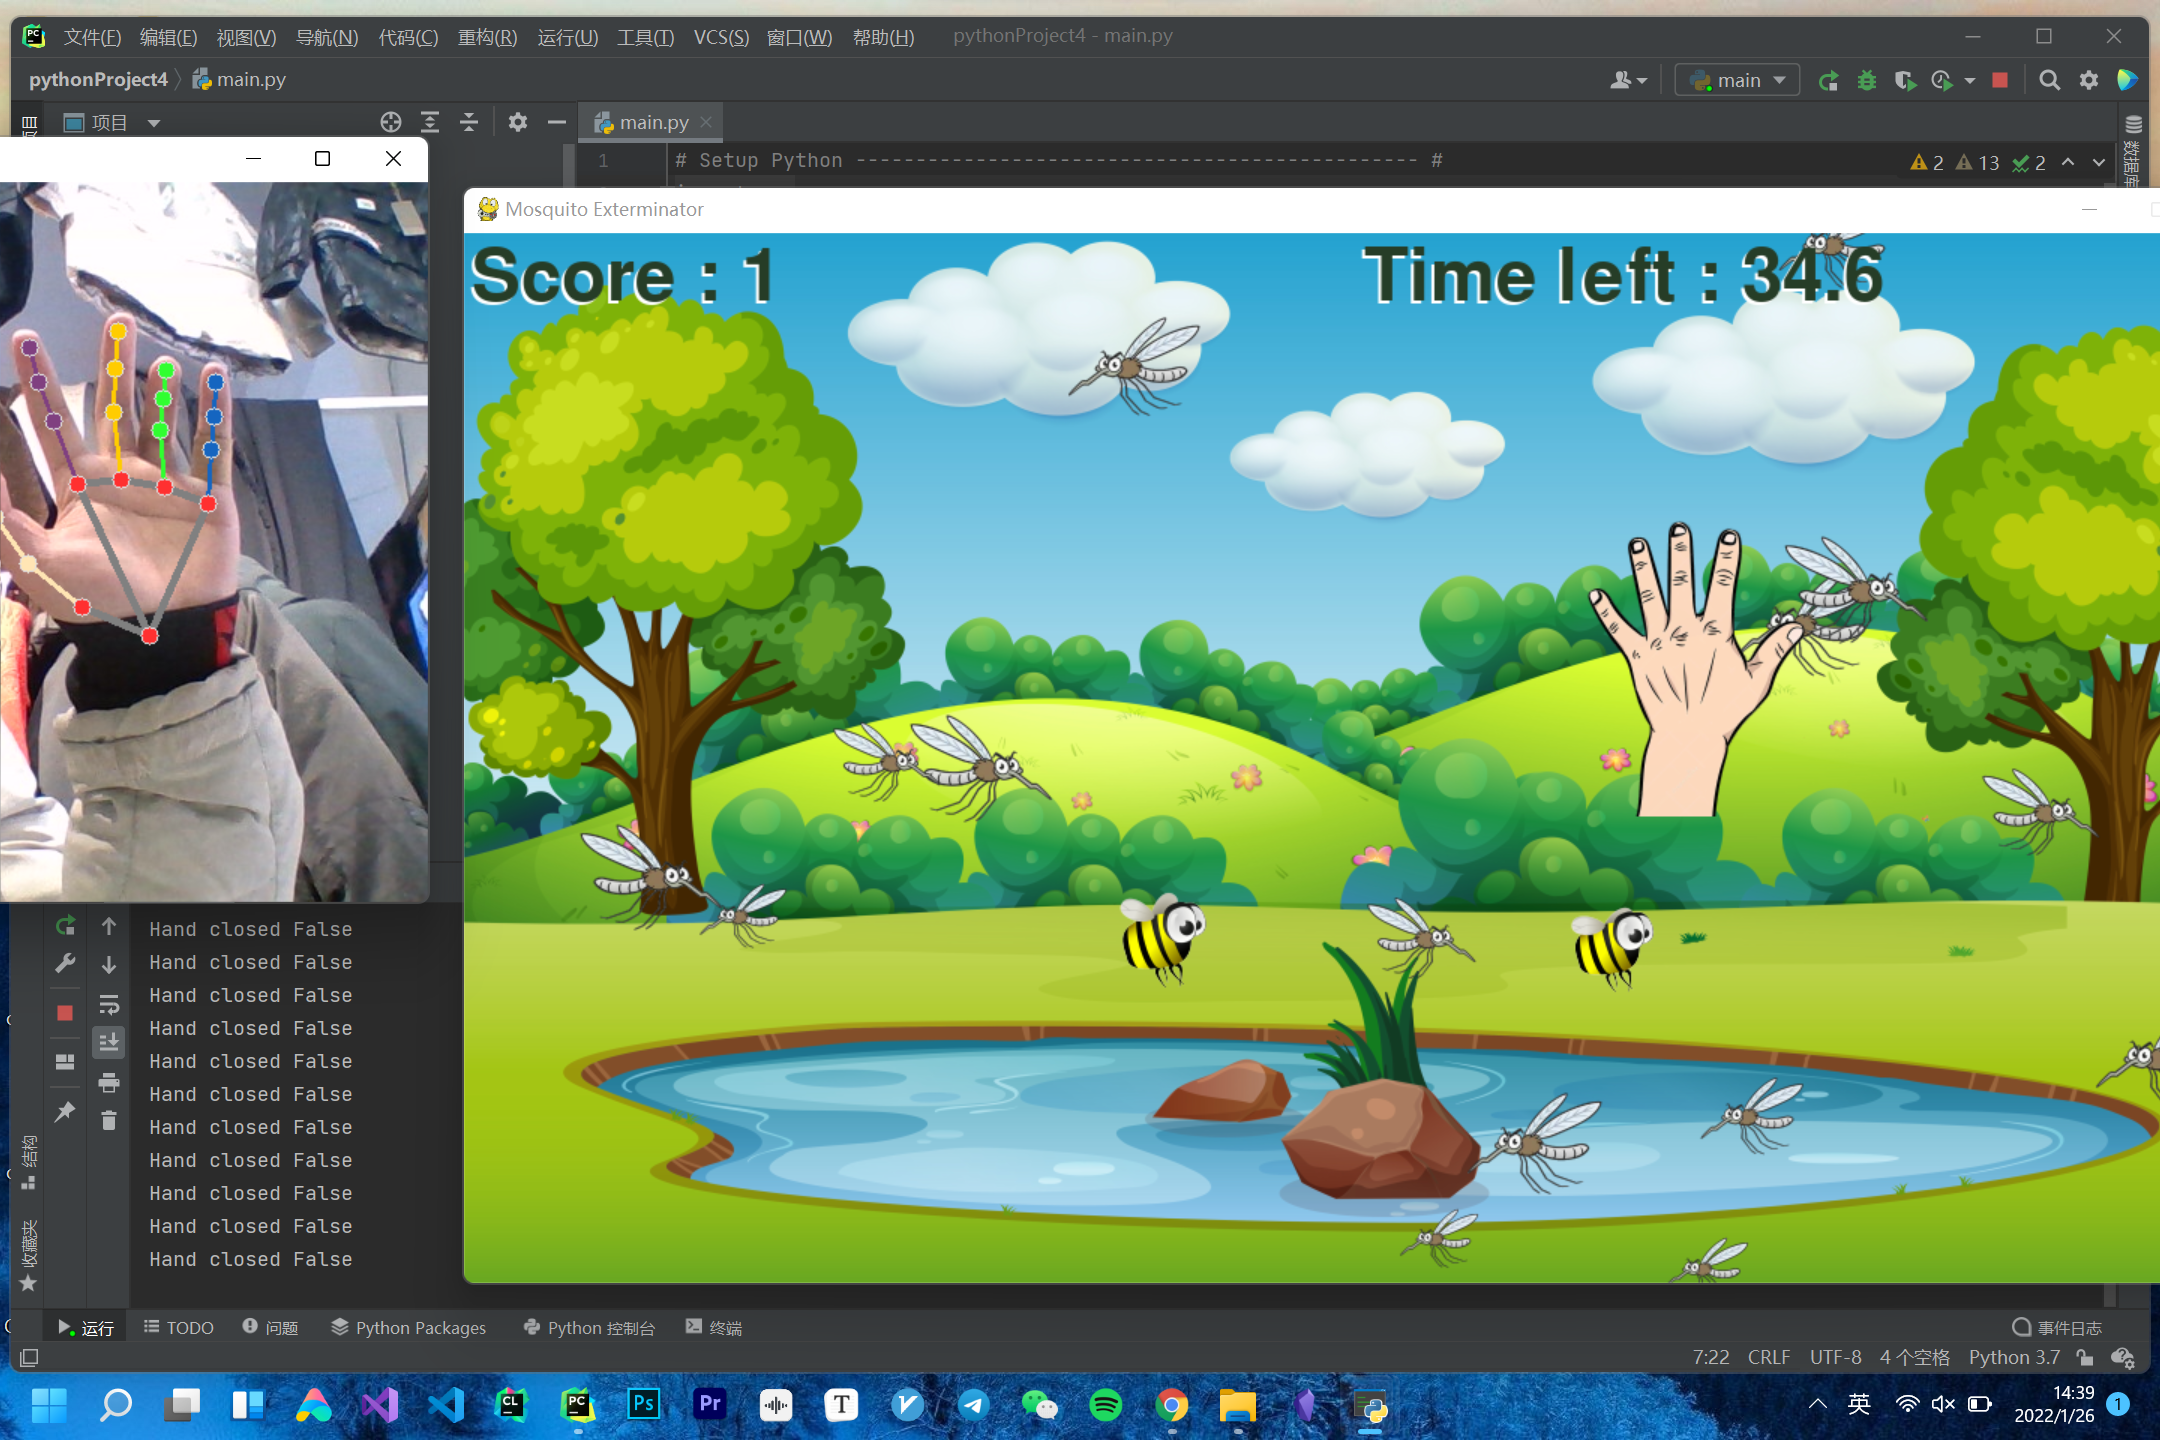 文件(F) 编辑(E) 视图(V) 导航(N) 代码(C) 重构(R) 运行(U) 工具(T) VCS(S) 窗口(W) 帮助(H) pythonProject4 - main.py
pythonProject4 main.py main
项目 main.py
数据库
1 # Setup Python ----------------------------------------------- #
2 13 2
Mosquito Exterminator
Score : 1 Time left : 34.6
Hand closed False
Hand closed False
Hand closed False
Hand closed False
Hand closed False
Hand closed False
Hand closed False
Hand closed False
Hand closed False
Hand closed False
Hand closed False
结构
收藏夹
运行 TODO 问题 Python Packages Python 控制台 终端 事件日志
7:22 CRLF UTF-8 4 个空格 Python 3.7
英 14:39
2022/1/26 1